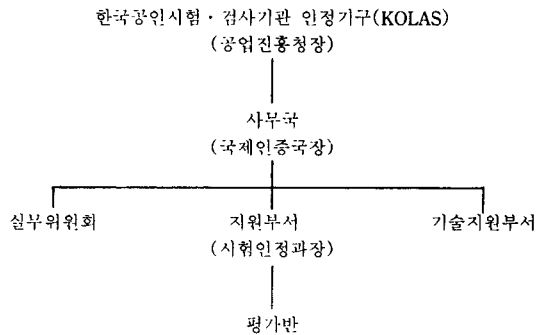 한국공인시험·검사기관 인정기구(KOLAS)
(공업진흥청장)
사무국
(국제인증국장)
실무위원회 지원부서 기술지원부서
(시험인정과장)
평가반